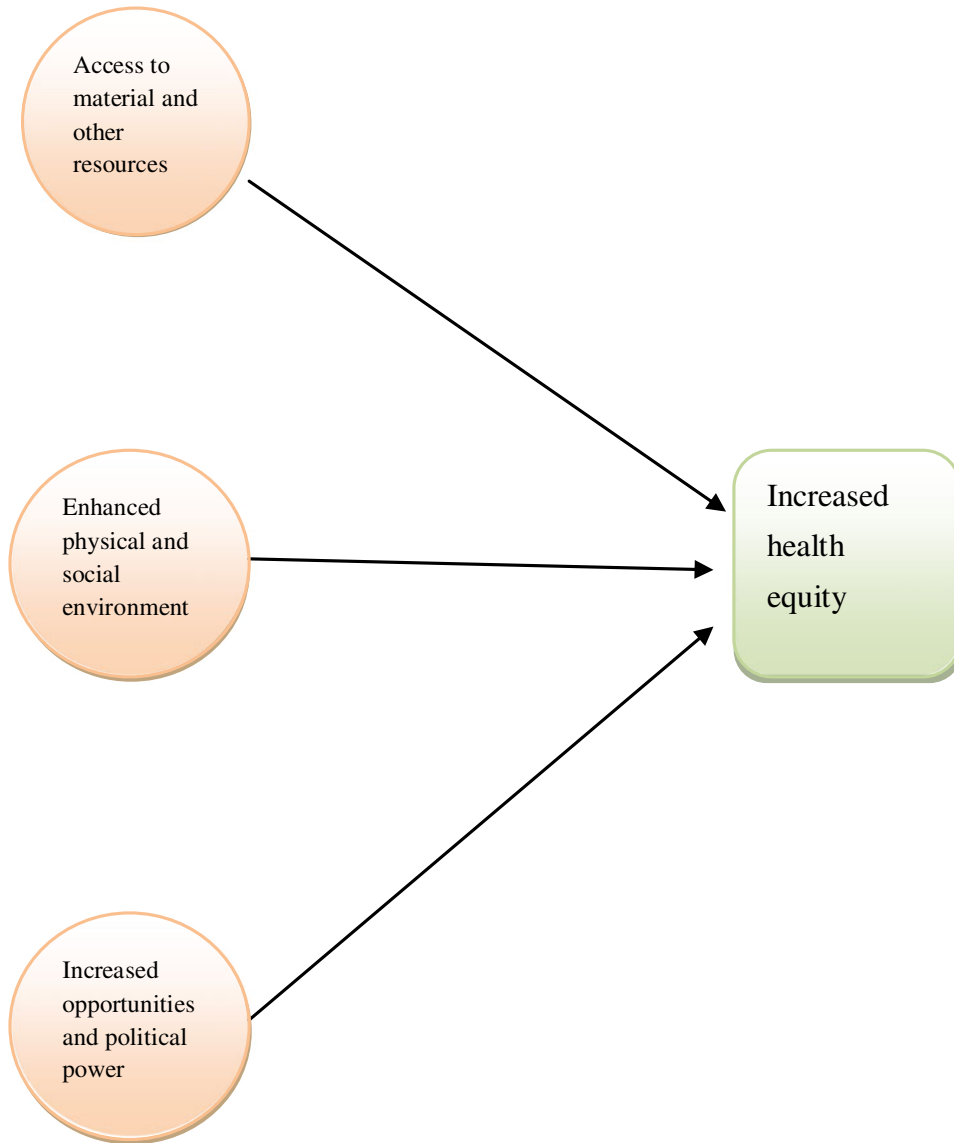 Access to
material and
other
resources
Enhanced
physical and
social
environment
Increased
health
equity
Increased
opportunities
and political
power